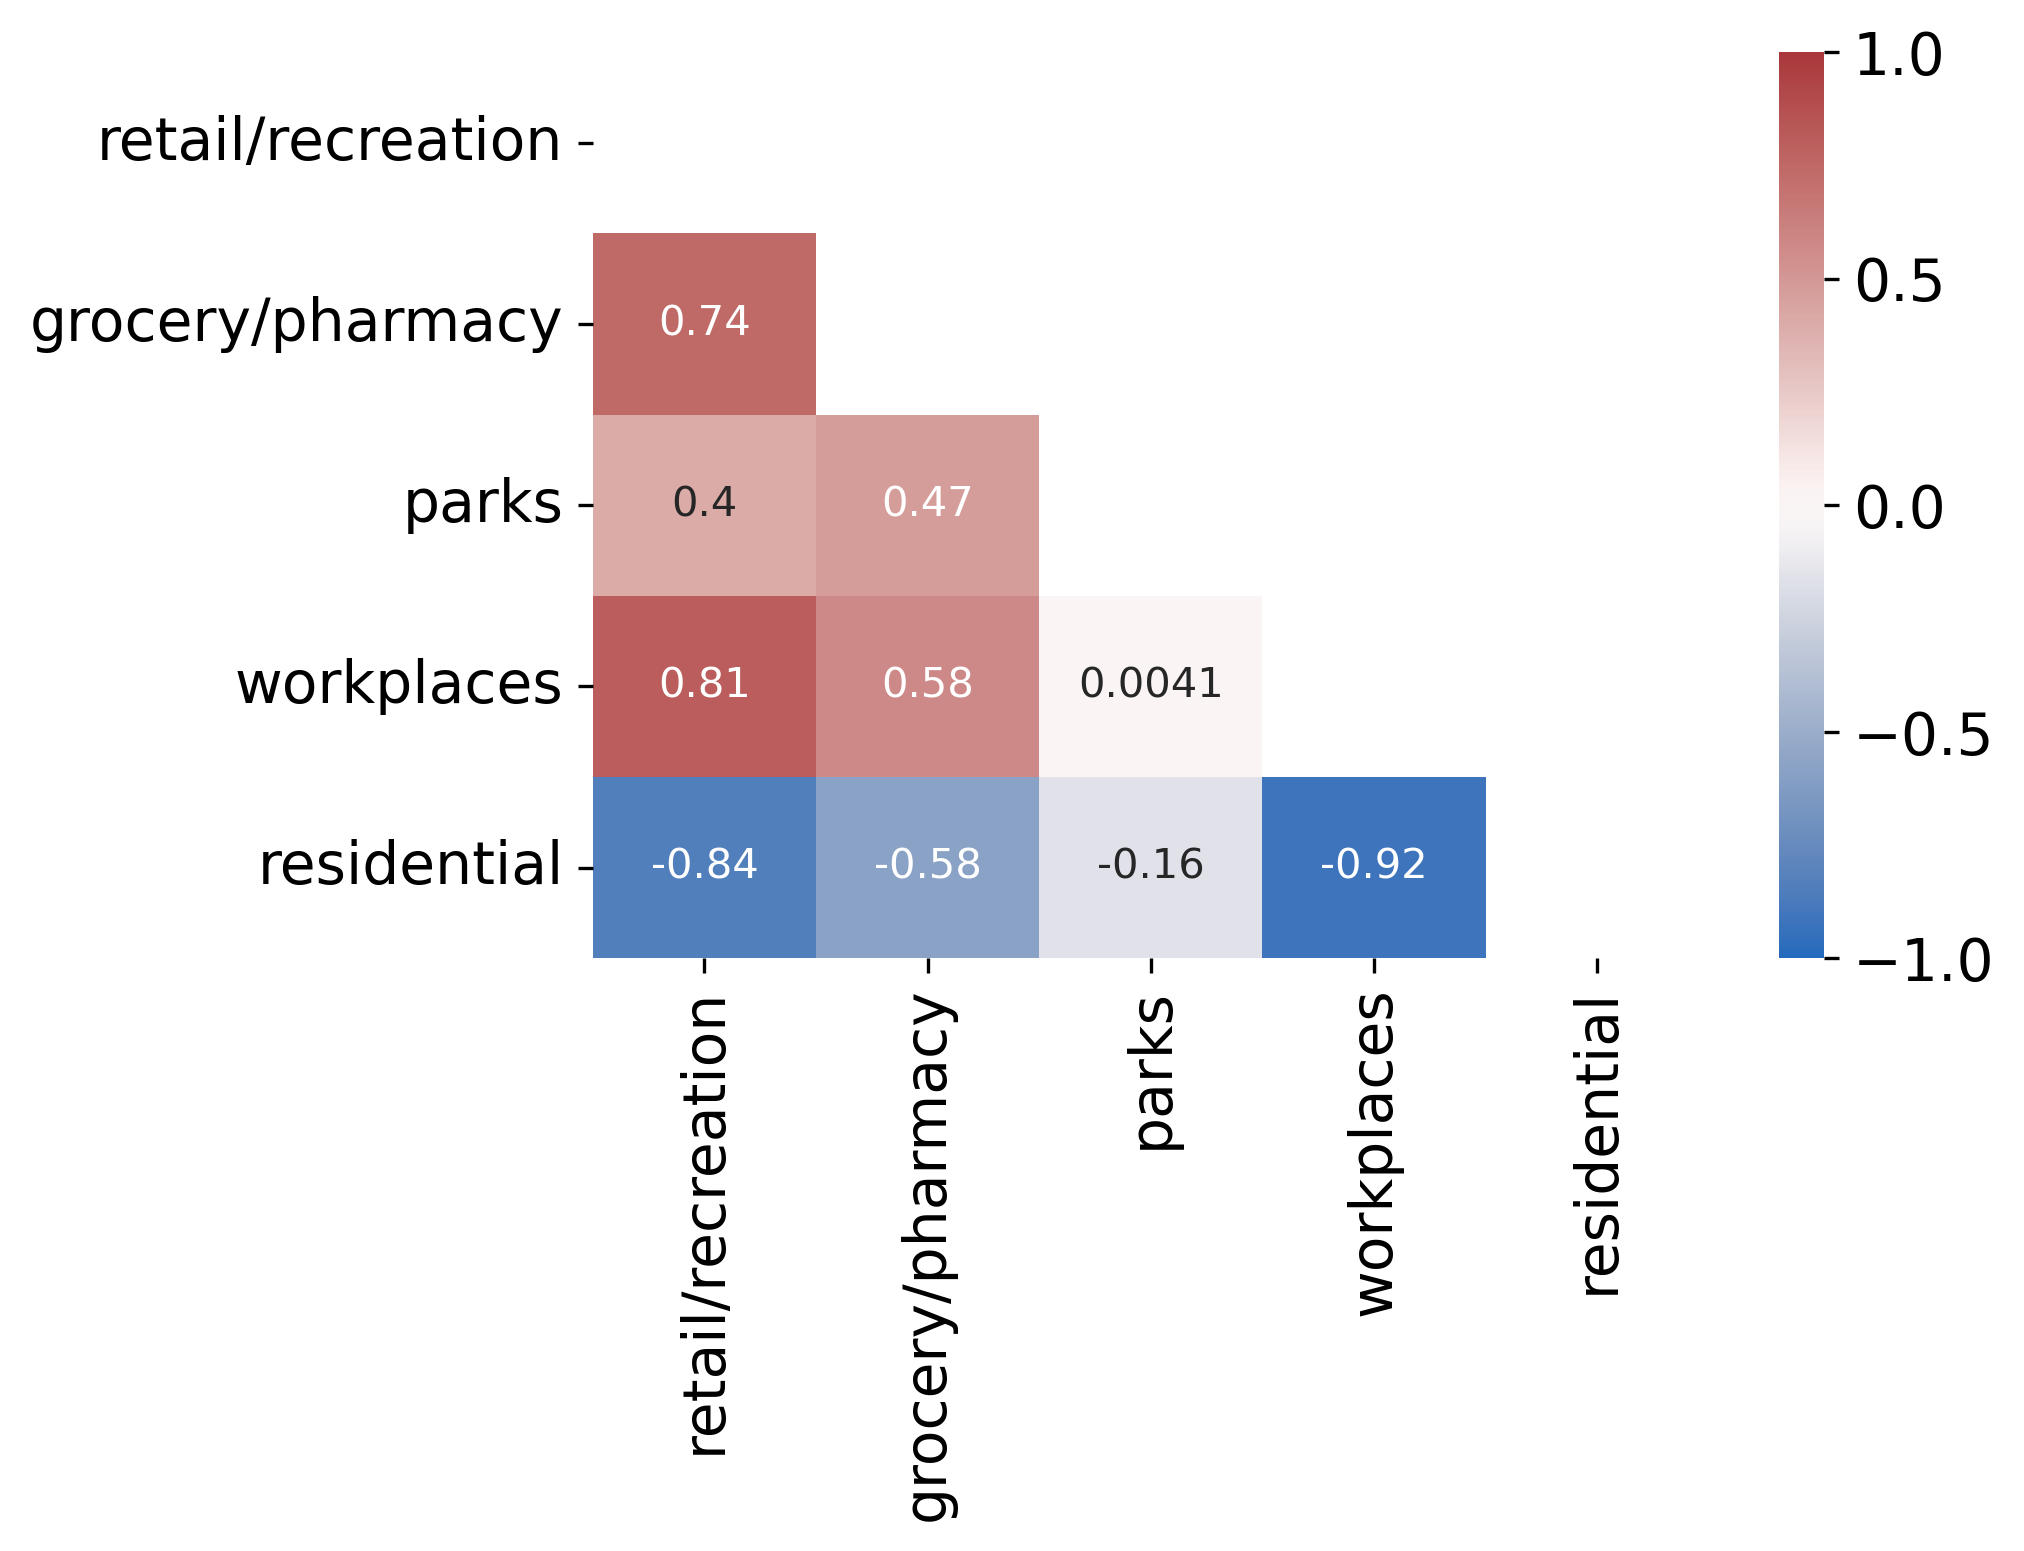 retail/recreation
grocery/pharmacy
parks
workplaces
residential
0.74
0.4 0.47
0.81 0.58 0.0041
-0.84 -0.58 -0.16 -0.92
retail/recreation
grocery/pharmacy
parks
workplaces
residential
1.0
0.5
0.0
−0.5
−1.0